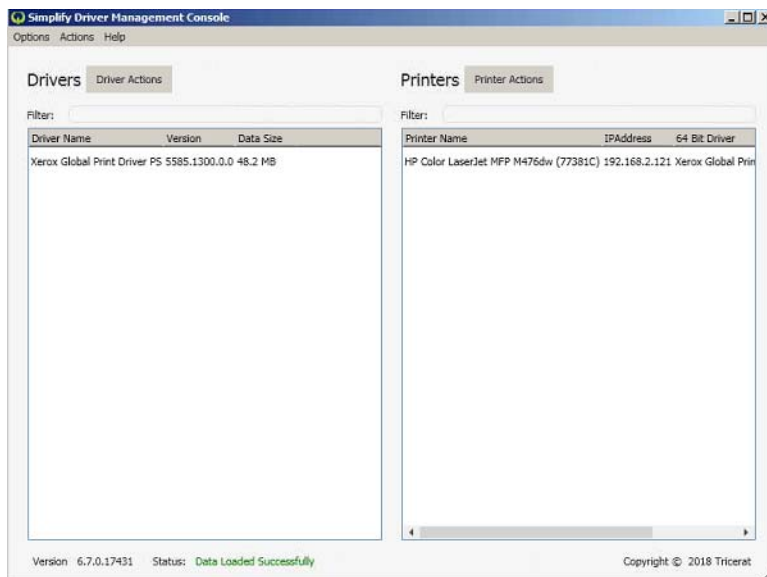 Simplify Driver Management Console
Options Actions Help
Drivers Driver Actions
Filter:
Driver Name Version Data Size
Xerox Global Print Driver PS 5585.1300.0.0 48.2 MB
Printers Printer Actions
Filter:
Printer Name IPAddress 64 Bit Driver
HP Color LaserJet MFP M476dw (77381C) 192.168.2.121 Xerox Global Prin
Version 6.7.0.17431 Status: Data Loaded Successfully
Copyright © 2018 Tricerat